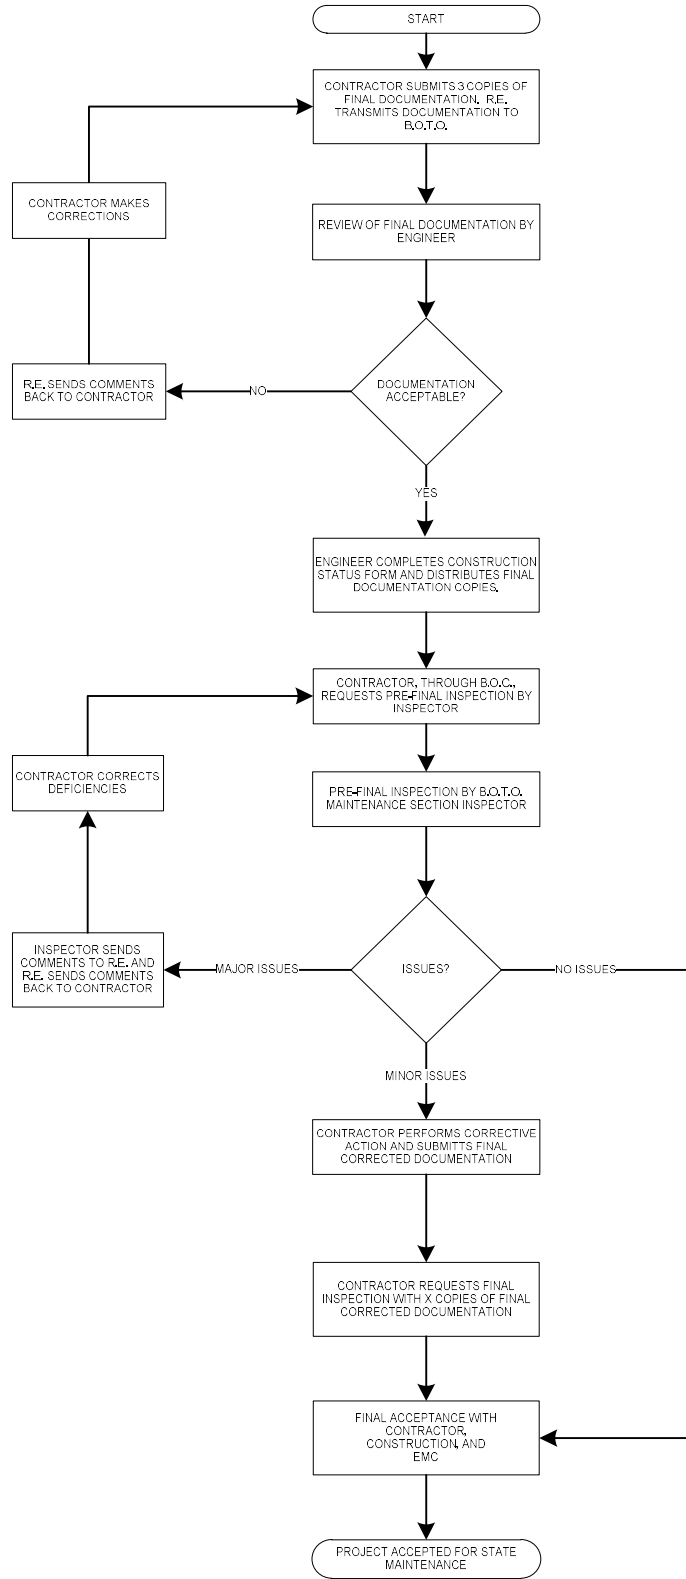 START
CONTRACTOR SUBMITS 3 COPIES OF
FINAL DOCUMENTATION. R.E.
TRANSMITS DOCUMENTATION TO
B.O.T.O.
CONTRACTOR MAKES
CORRECTIONS
REVIEW OF FINAL DOCUMENTATION BY
ENGINEER
R.E. SENDS COMMENTS
BACK TO CONTRACTOR
NO
DOCUMENTATION
ACCEPTABLE?
YES
ENGINEER COMPLETES CONSTRUCTION
STATUS FORM AND DISTRIBUTES FINAL
DOCUMENTATION COPIES.
CONTRACTOR, THROUGH B.O.C.,
REQUESTS PRE-FINAL INSPECTION BY
INSPECTOR
CONTRACTOR CORRECTS
DEFICIENCIES
PRE-FINAL INSPECTION BY B.O.T.O.
MAINTENANCE SECTION INSPECTOR
INSPECTOR SENDS
COMMENTS TO R.E. AND
R.E. SENDS COMMENTS
BACK TO CONTRACTOR
MAJOR ISSUES
ISSUES?
NO ISSUES
MINOR ISSUES
CONTRACTOR PERFORMS CORRECTIVE
ACTION AND SUBMITTS FINAL
CORRECTED DOCUMENTATION
CONTRACTOR REQUESTS FINAL
INSPECTION WITH X COPIES OF FINAL
CORRECTED DOCUMENTATION
FINAL ACCEPTANCE WITH
CONTRACTOR,
CONSTRUCTION, AND
EMC
PROJECT ACCEPTED FOR STATE
MAINTENANCE